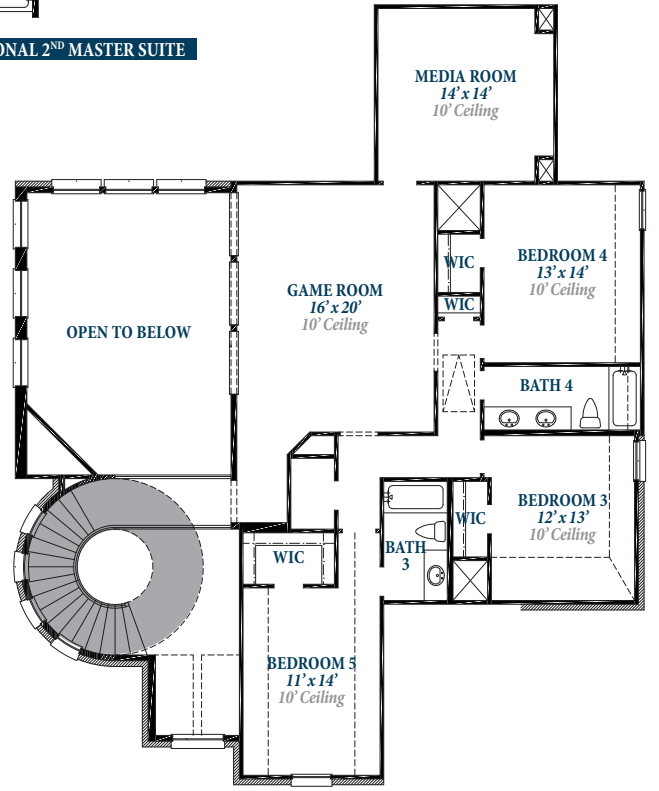 ONAL 2ND MASTER SUITE
MEDIA ROOM
14' x 14'
10' Ceiling
WIC
BEDROOM 4
13' x 14'
10' Ceiling
GAME ROOM
16' x 20'
10' Ceiling
WIC
OPEN TO BELOW
BATH 4
BEDROOM 3
12' x 13'
10' Ceiling
WIC
BATH
3
WIC
BEDROOM 5
11' x 14'
10' Ceiling